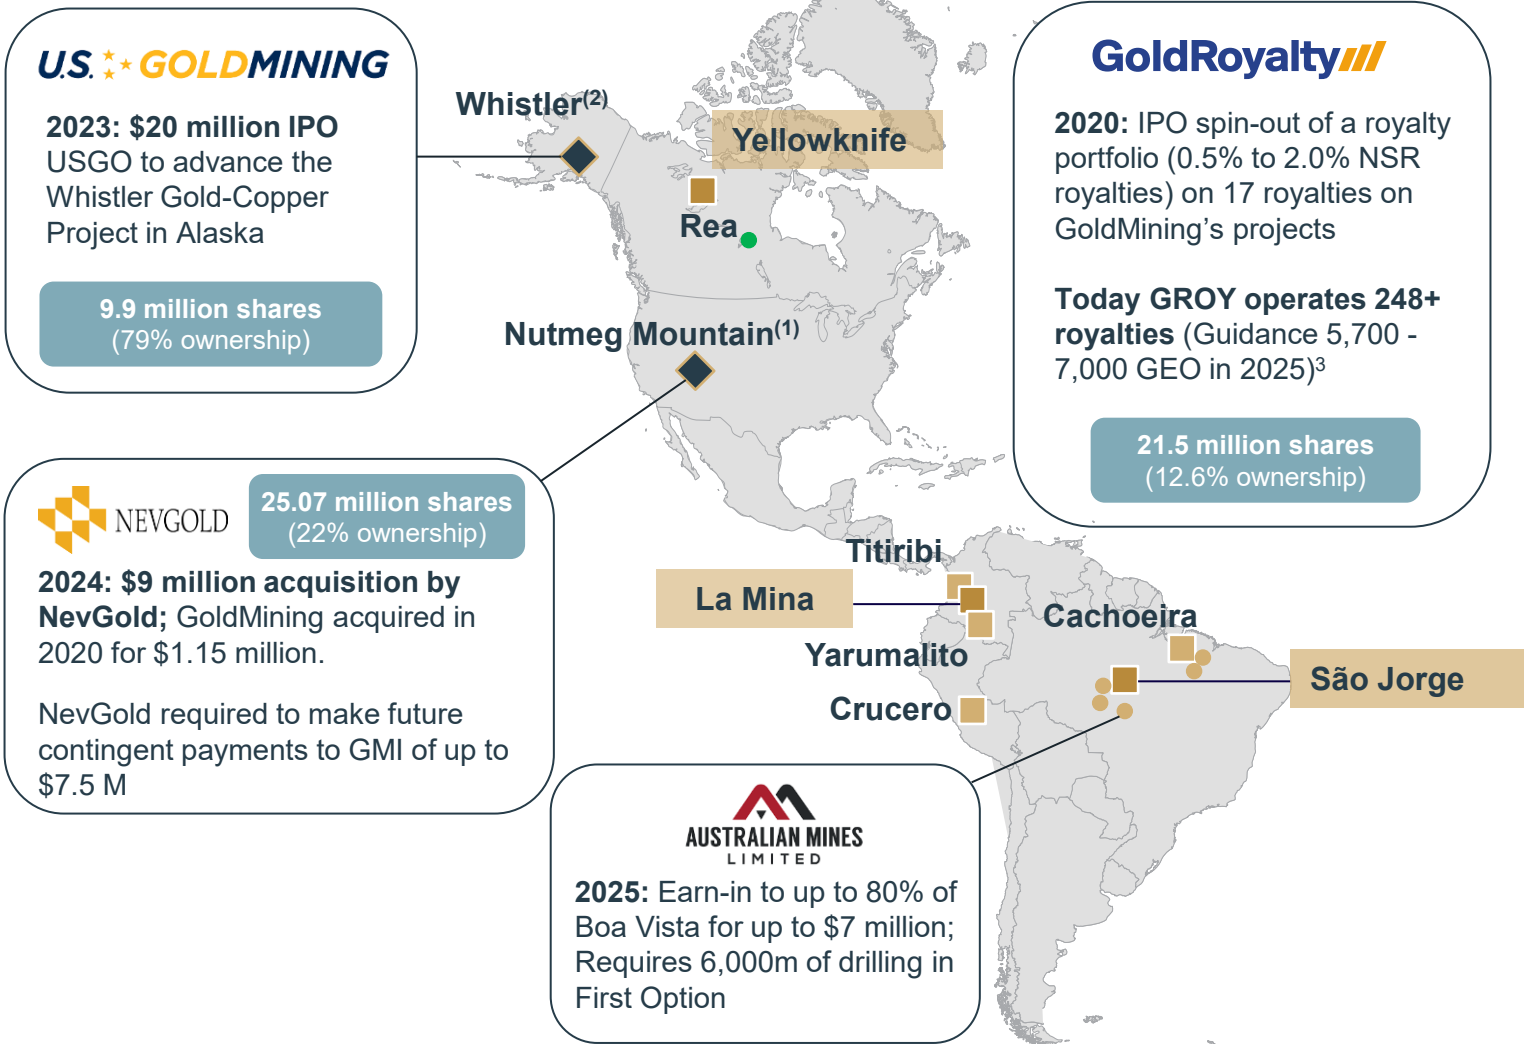 U.S. GOLDMINING
2023: $20 million IPO
USGO to advance the
Whistler Gold-Copper
Project in Alaska
9.9 million shares
(79% ownership)
Whistler(2)
Yellowknife
Rea
Nutmeg Mountain(1)
GoldRoyalty
2020: IPO spin-out of a royalty
portfolio (0.5% to 2.0% NSR
royalties) on 17 royalties on
GoldMining’s projects
Today GROY operates 248+
royalties (Guidance 5,700 -
7,000 GEO in 2025)3
21.5 million shares
(12.6% ownership)
NEVGOLD
25.07 million shares
(22% ownership)
2024: $9 million acquisition by
NevGold; GoldMining acquired in
2020 for $1.15 million.
NevGold required to make future
contingent payments to GMI of up to
$7.5 M
Titiribi
La Mina
Cachoeira
Yarumalito
São Jorge
Crucero
AUSTRALIAN MINES
LIMITED
2025: Earn-in to up to 80% of
Boa Vista for up to $7 million;
Requires 6,000m of drilling in
First Option